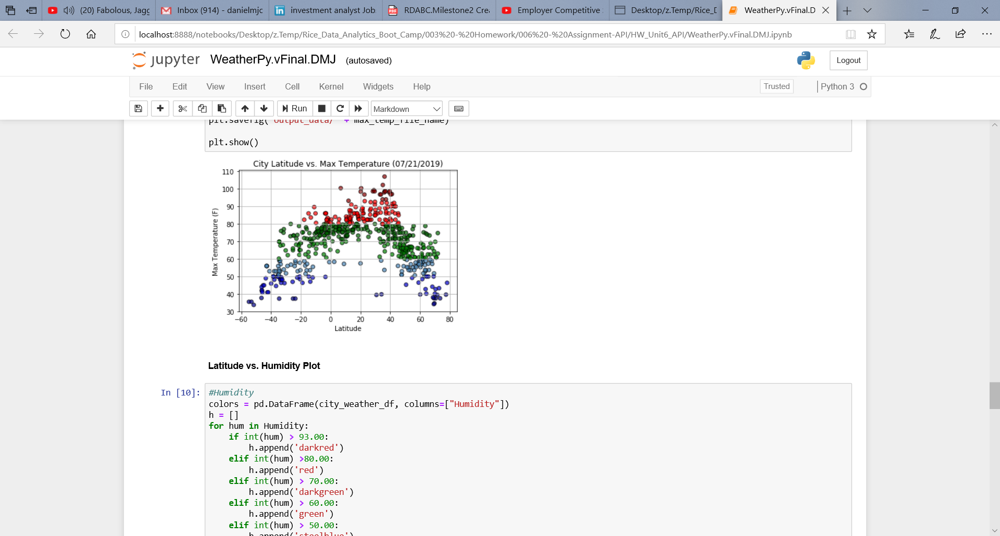 (20) Fabolous, Jagg
Inbox (914) - danielmjc
investment analyst Job
RDABC.Milestone2 Cre
Employer Competitive
Desktop/z.Temp/Rice_D
WeatherPy.vFinal.D
localhost:8888/notebooks/Desktop/z.Temp/Rice_Data_Analytics_Boot_Camp/003%20-%20Homework/006%20-%20Assignment-API/HW_Unit6_API/WeatherPy.vFinal.DMJ.ipynb
jupyter WeatherPy.vFinal.DMJ (autosaved)
Logout
File Edit View Insert Cell Kernel Widgets Help
Trusted
Python 3
Run
Markdown
plt.savefig("output_data/" + max_temp_file_name)
plt.show()
City Latitude vs. Max Temperature (07/21/2019)
110
100
90
80
70
60
50
40
30
Max Temperature (F)
−60 −40 −20 0 20 40 60 80
Latitude
Latitude vs. Humidity Plot
In [10]:
#Humidity
colors = pd.DataFrame(city_weather_df, columns=["Humidity"])
h = []
for hum in Humidity:
    if int(hum) > 93.00:
        h.append('darkred')
    elif int(hum) >80.00:
        h.append('red')
    elif int(hum) > 70.00:
        h.append('darkgreen')
    elif int(hum) > 60.00:
        h.append('green')
    elif int(hum) > 50.00:
        h.append('steelblue')